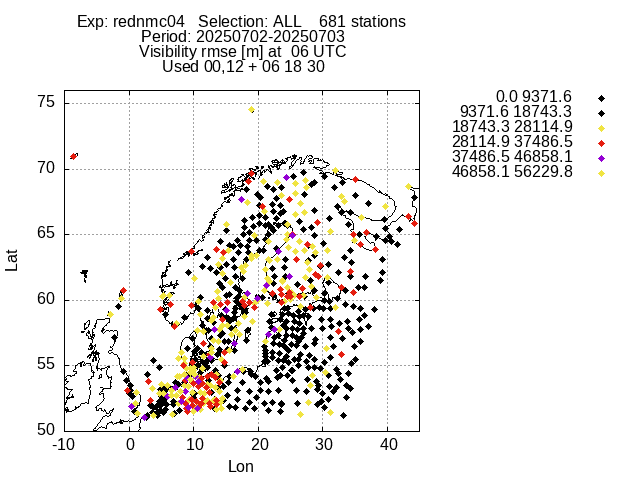 Exp: rednmc04   Selection: ALL    681 stations
Period: 20250702-20250703
Visibility rmse [m] at  06 UTC
Used 00,12 + 06 18 30
0.0 9371.6
9371.6 18743.3
18743.3 28114.9
28114.9 37486.5
37486.5 46858.1
46858.1 56229.8
75
70
65
60
55
50
Lat
-10 0 10 20 30 40
Lon